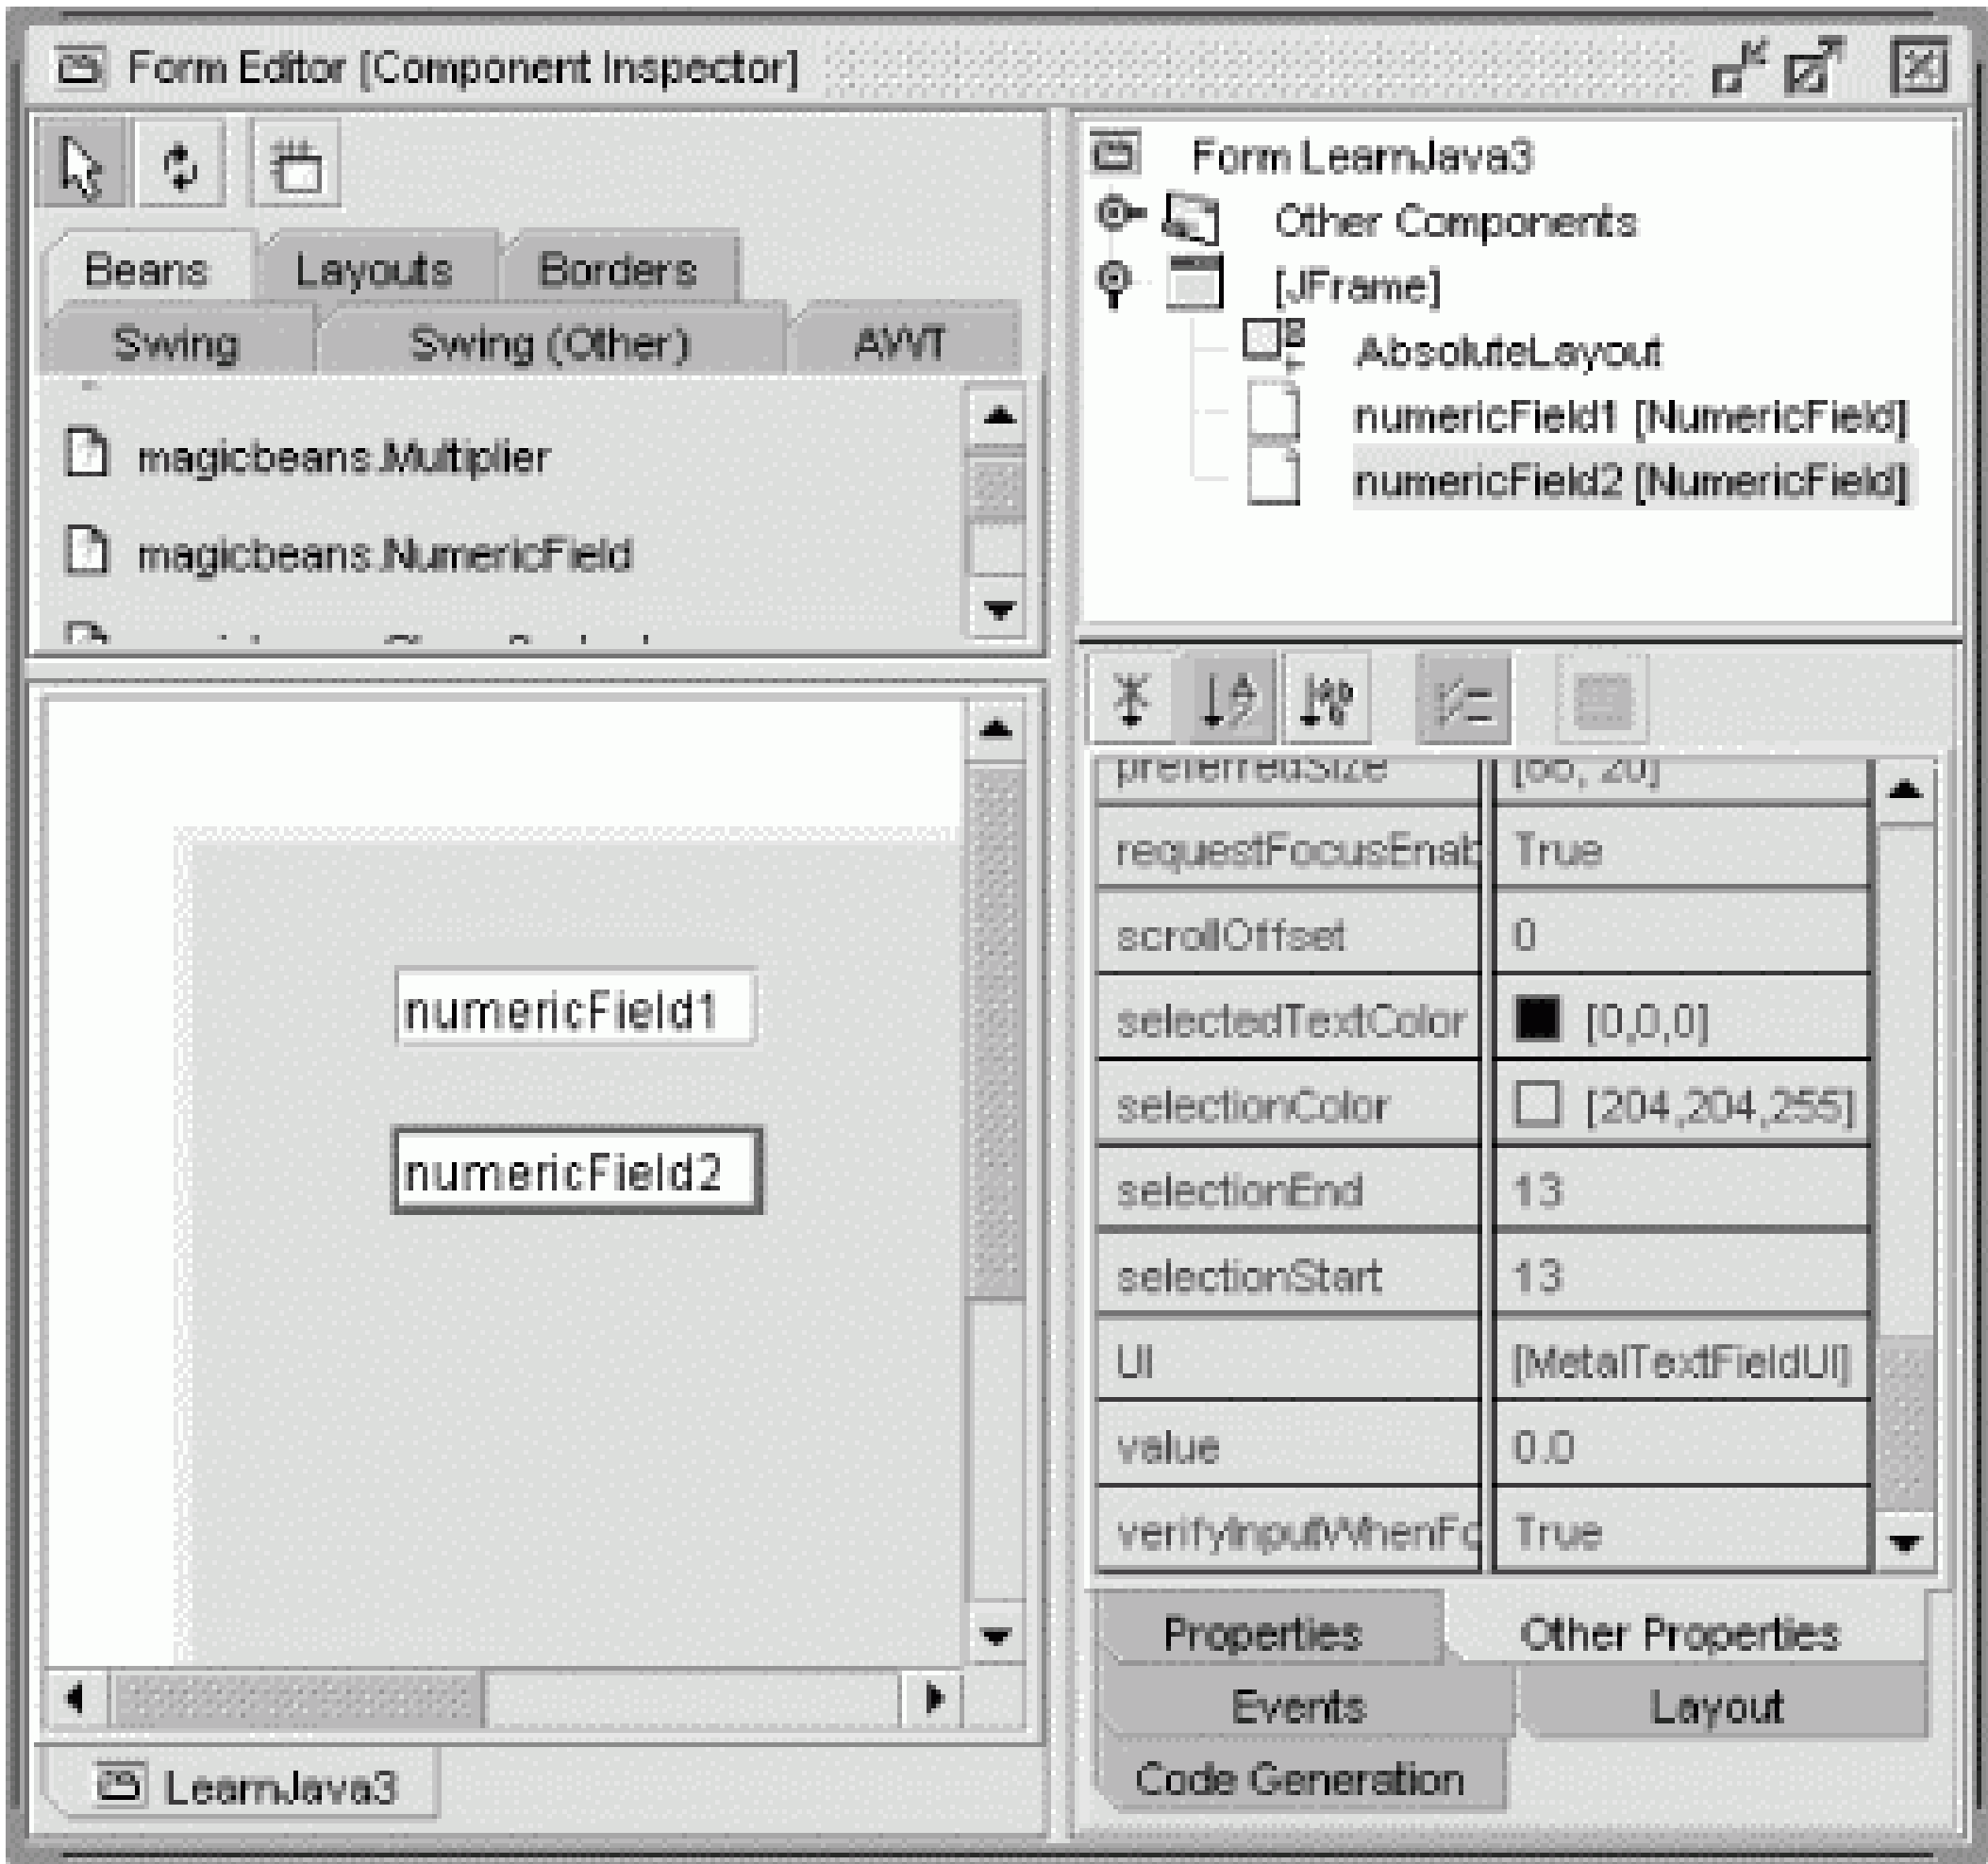 Form Editor [Component Inspector]
Beans Layouts Borders
Swing Swing (Other) AWT
magicbeans.Multiplier
magicbeans.NumericField
Form LearnJava3
Other Components
[JFrame]
AbsoluteLayout
numericField1 [NumericField]
numericField2 [NumericField]
numericField1
numericField2
LearnJava3
preferredSize [66, 20]
requestFocusEnab True
scrollOffset 0
selectedTextColor [0,0,0]
selectionColor [204,204,255]
selectionEnd 13
selectionStart 13
UI [MetalTextFieldUI]
value 0.0
verifyInputWhenFo True
Properties Other Properties
Events Layout
Code Generation